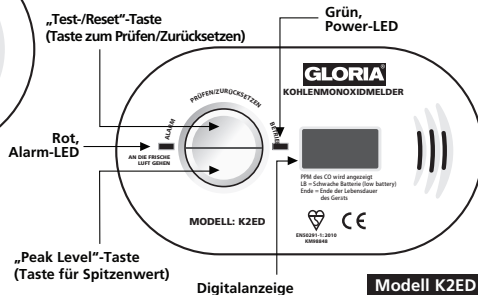 „Test-/Reset“-Taste
(Taste zum Prüfen/Zurücksetzen)
Grün,
Power-LED
GLORIA®
KOHLENMONOXIDMELDER
PRÜFEN/ZURÜCKSETZEN
Rot,
Alarm-LED
ALARM
BETRIEB
AN DIE FRISCHE
LUFT GEHEN
PPM des CO wird angezeigt
LB = Schwache Batterie (low battery)
Ende = Ende der Lebensdauer
des Gersts
MODELL: K2ED
CE
EN50291-1:2010
KM98848
„Peak Level“-Taste
(Taste für Spitzenwert)
Digitalanzeige
Modell K2ED